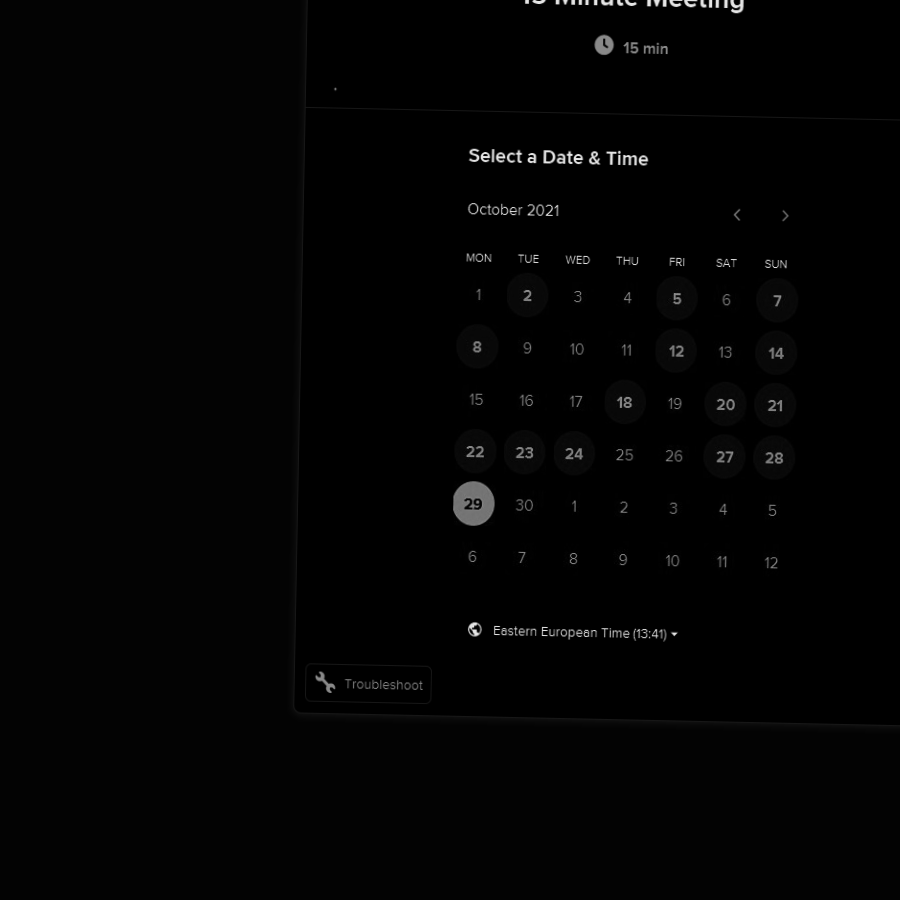 15 Minute Meeting
15 min
Select a Date & Time
October 2021
MON TUE WED THU FRI SAT SUN
1 2 3 4 5 6 7
8 9 10 11 12 13 14
15 16 17 18 19 20 21
22 23 24 25 26 27 28
29 30 1 2 3 4 5
6 7 8 9 10 11 12
Eastern European Time (13:41)
Troubleshoot